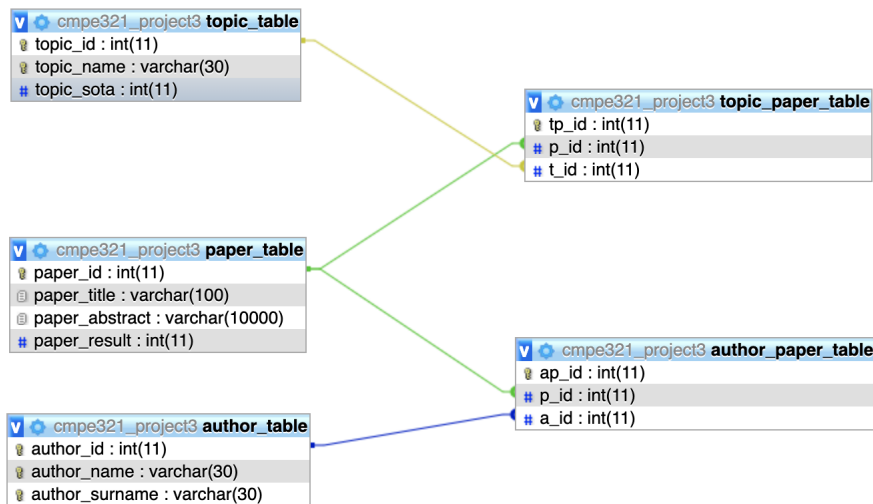 cmpe321_project3 topic_table
topic_id : int(11)
topic_name : varchar(30)
# topic_sota : int(11)
cmpe321_project3 topic_paper_table
tp_id : int(11)
# p_id : int(11)
# t_id : int(11)
cmpe321_project3 paper_table
paper_id : int(11)
paper_title : varchar(100)
paper_abstract : varchar(10000)
# paper_result : int(11)
cmpe321_project3 author_paper_table
ap_id : int(11)
# p_id : int(11)
# a_id : int(11)
cmpe321_project3 author_table
author_id : int(11)
author_name : varchar(30)
author_surname : varchar(30)